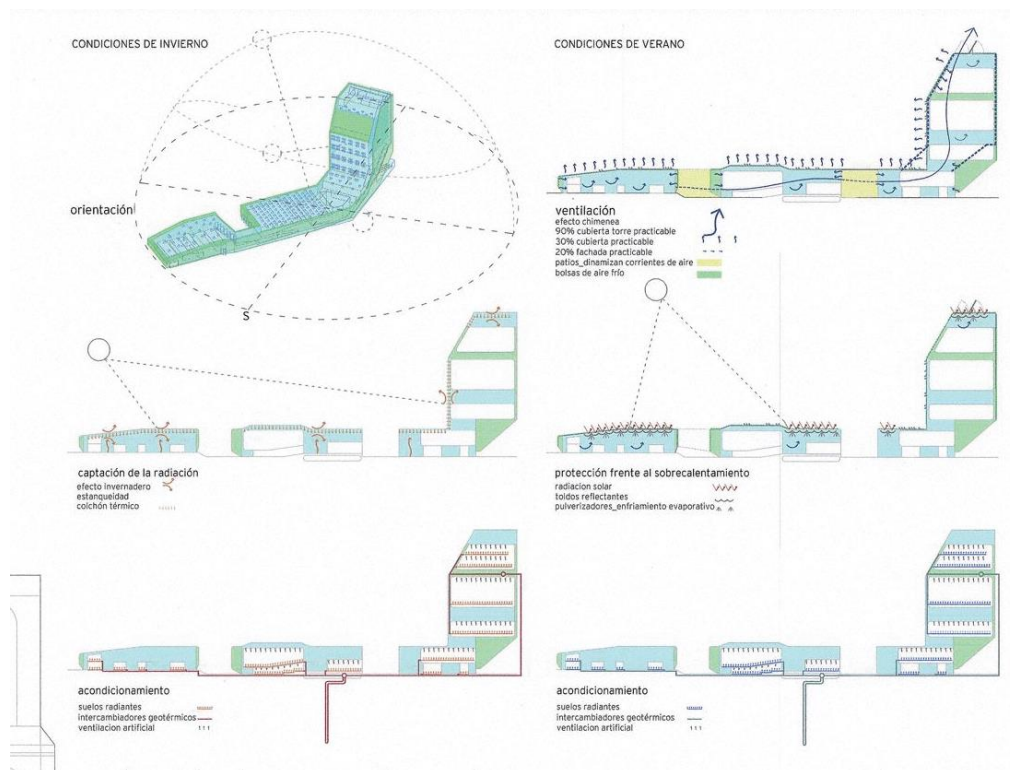 CONDICIONES DE INVIERNO
orientación
S
captación de la radiación
efecto invernadero
estanqueidad
colchón térmico
acondicionamiento
suelos radiantes
intercambiadores geotérmicos
ventilacion artificial
CONDICIONES DE VERANO
ventilación
efecto chimenea
90% cubierta torre practicable
30% cubierta practicable
20% fachada practicable
patios_dinamizan corrientes de aire
bolsas de aire frío
protección frente al sobrecalentamiento
radiacion solar
toldos reflectantes
pulverizadores_enfriamiento evaporativo
acondicionamiento
suelos radiantes
intercambiadores geotérmicos
ventilacion artificial